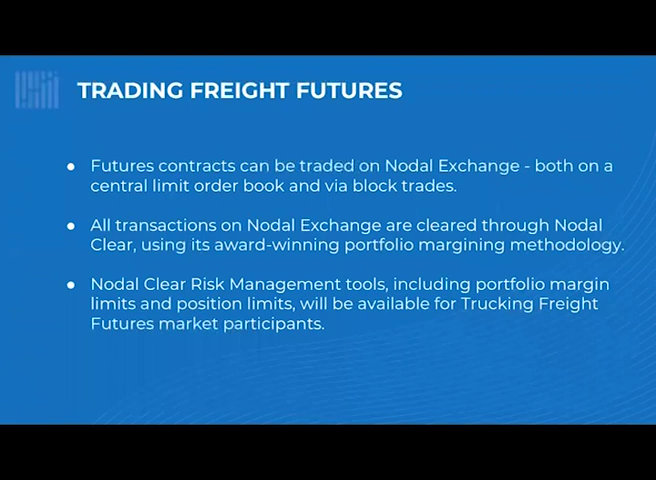 TRADING FREIGHT FUTURES
● Futures contracts can be traded on Nodal Exchange - both on a
central limit order book and via block trades.
● All transactions on Nodal Exchange are cleared through Nodal
Clear, using its award-winning portfolio margining methodology.
● Nodal Clear Risk Management tools, including portfolio margin
limits and position limits, will be available for Trucking Freight
Futures market participants.